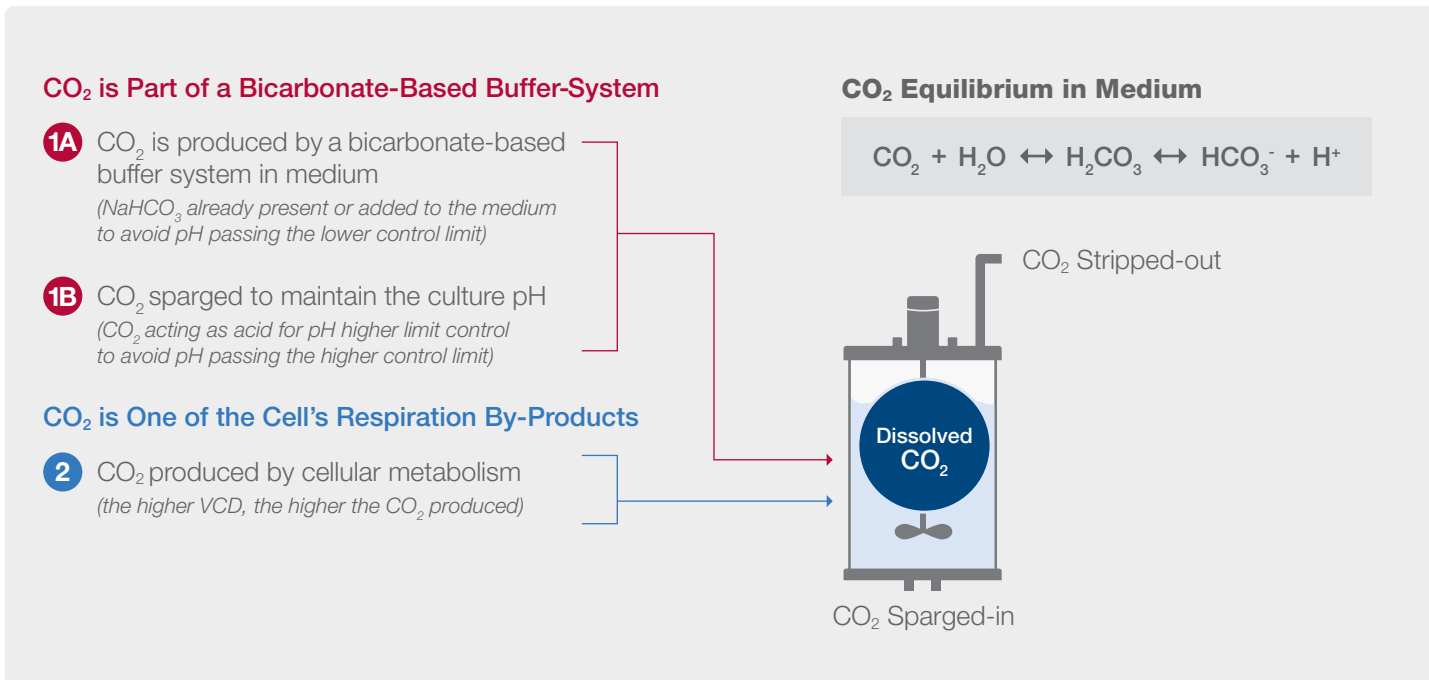 CO₂ is Part of a Bicarbonate-Based Buffer-System
1A CO₂ is produced by a bicarbonate-based
buffer system in medium
(NaHCO₃ already present or added to the medium
to avoid pH passing the lower control limit)
1B CO₂ sparged to maintain the culture pH
(CO₂ acting as acid for pH higher limit control
to avoid pH passing the higher control limit)
CO₂ is One of the Cell’s Respiration By-Products
2 CO₂ produced by cellular metabolism
(the higher VCD, the higher the CO₂ produced)
CO₂ Equilibrium in Medium
CO₂ + H₂O ↔ H₂CO₃ ↔ HCO₃⁻ + H⁺
CO₂ Stripped-out
Dissolved
CO₂
CO₂ Sparged-in